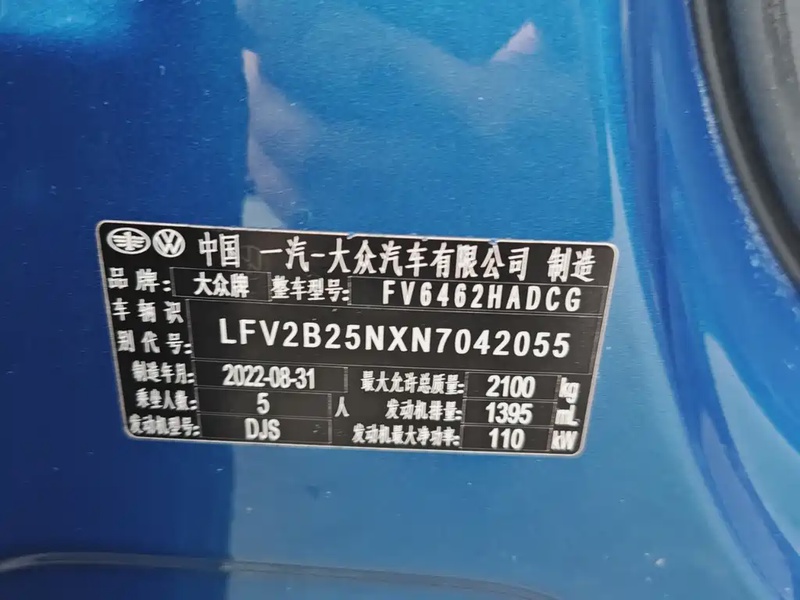 中国 一汽-大众汽车有限公司 制造
品牌: 大众牌 整车型号: FV6462HADCG
车辆识别代号: LFV2B25NXN7042055
制造年月: 2022-08-31 最大允许总质量: 2100 kg
乘坐人数: 5 人 发动机排量: 1395 mL
发动机型号: DJS 发动机最大净功率: 110 kW